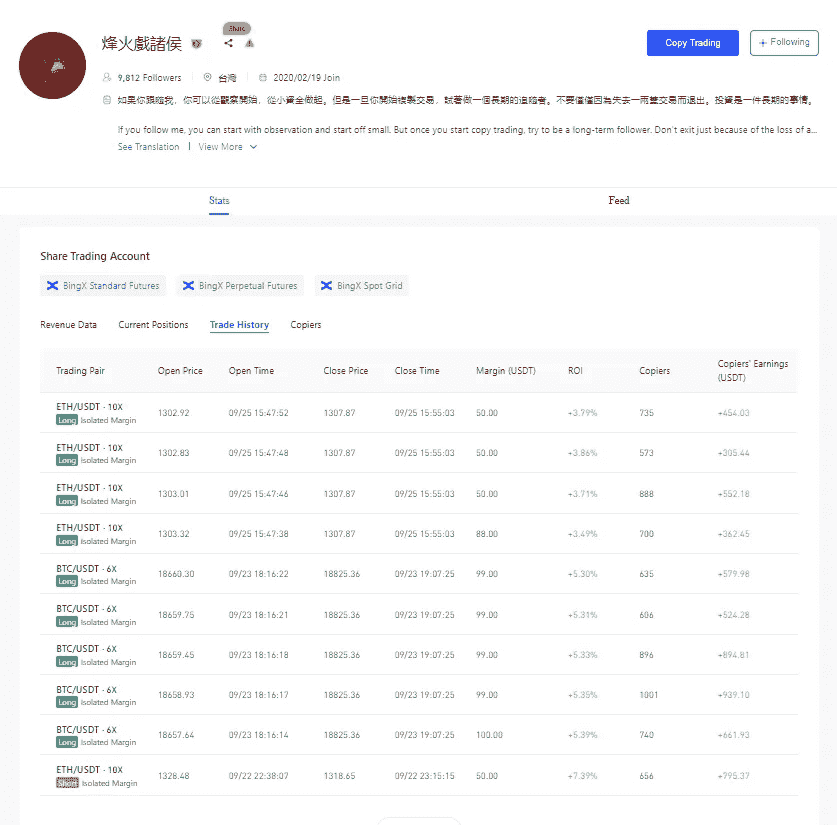 Share
烽火戲諸侯
Copy Trading
Following
9,812 Followers
台灣
2020/02/19 Join
如果你跟隨我，你可以從觀察開始，從小資金做起。但是一旦你開始複製交易，試著做一個長期的追隨者。不要僅僅因為失去一兩筆交易而退出。投資是一件長期的事情。
If you follow me, you can start with observation and start off small. But once you start copy trading, try to be a long-term follower. Don't exit just because of the loss of a...
See Translation | View More
Stats Feed
Share Trading Account
BingX Standard Futures BingX Perpetual Futures BingX Spot Grid
Revenue Data Current Positions Trade History Copiers
Trading Pair Open Price Open Time Close Price Close Time Margin (USDT) ROI Copiers Copiers' Earnings
(USDT)
ETH/USDT · 10X
Long Isolated Margin 1302.92 09/25 15:47:52 1307.87 09/25 15:55:03 50.00 +3.79% 735 +454.03
ETH/USDT · 10X
Long Isolated Margin 1302.83 09/25 15:47:48 1307.87 09/25 15:55:03 50.00 +3.86% 573 +305.44
ETH/USDT · 10X
Long Isolated Margin 1303.01 09/25 15:47:46 1307.87 09/25 15:55:03 50.00 +3.71% 888 +552.18
ETH/USDT · 10X
Long Isolated Margin 1303.32 09/25 15:47:38 1307.87 09/25 15:55:03 88.00 +3.49% 700 +362.45
BTC/USDT · 6X
Long Isolated Margin 18660.30 09/23 18:16:22 18825.36 09/23 19:07:25 99.00 +5.30% 635 +579.98
BTC/USDT · 6X
Long Isolated Margin 18659.75 09/23 18:16:21 18825.36 09/23 19:07:25 99.00 +5.31% 606 +524.28
BTC/USDT · 6X
Long Isolated Margin 18659.45 09/23 18:16:18 18825.36 09/23 19:07:25 99.00 +5.33% 896 +894.81
BTC/USDT · 6X
Long Isolated Margin 18658.93 09/23 18:16:17 18825.36 09/23 19:07:25 99.00 +5.35% 1001 +939.10
BTC/USDT · 6X
Long Isolated Margin 18657.64 09/23 18:16:14 18825.36 09/23 19:07:25 100.00 +5.39% 740 +661.93
ETH/USDT · 10X
Isolated Margin 1328.48 09/22 22:38:07 1318.65 09/22 23:15:15 50.00 +7.39% 656 +795.37